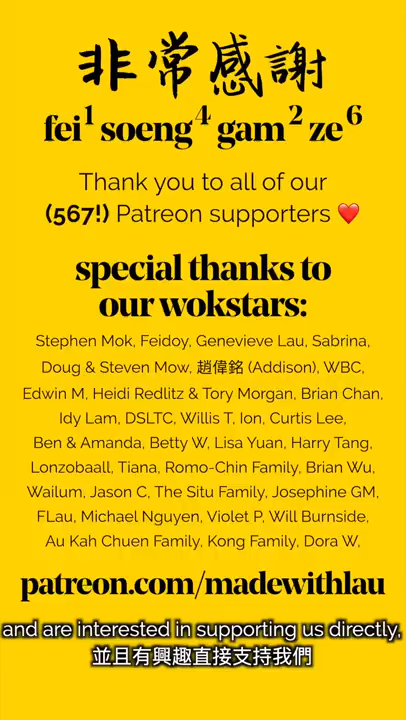 非常感謝
fei¹ soeng⁴ gam² ze⁶
Thank you to all of our
(567!) Patreon supporters ❤️
special thanks to
our wokstars:
Stephen Mok, Feidoy, Genevieve Lau, Sabrina,
Doug & Steven Mow, 趙偉銘 (Addison), WBC,
Edwin M, Heidi Redlitz & Tory Morgan, Brian Chan,
Idy Lam, DSLTC, Willis T, Ion, Curtis Lee,
Ben & Amanda, Betty W, Lisa Yuan, Harry Tang,
Lonzobaall, Tiana, Romo-Chin Family, Brian Wu,
Wailum, Jason C, The Situ Family, Josephine GM,
FLau, Michael Nguyen, Violet P, Will Burnside,
Au Kah Chuen Family, Kong Family, Dora W,
patreon.com/madewithlau
and are interested in supporting us directly,
並且有興趣直接支持我們